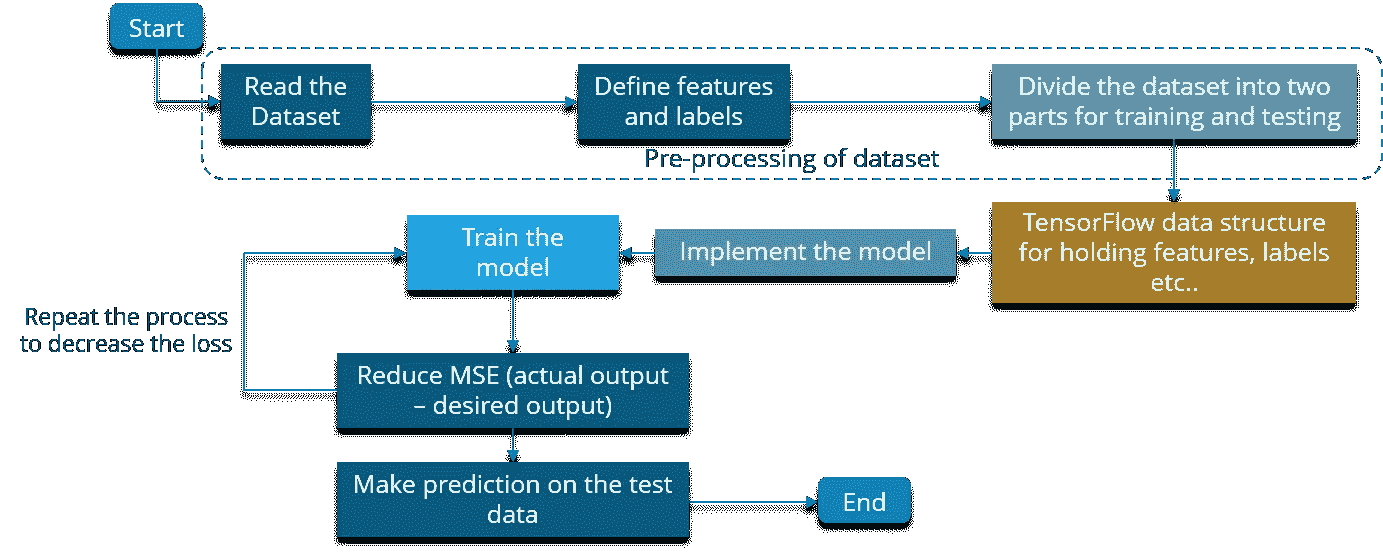 Start
Read the
Dataset
Define features
and labels
Divide the dataset into two
parts for training and testing
Pre-processing of dataset
TensorFlow data structure
for holding features, labels
etc..
Implement the model
Train the
model
Repeat the process
to decrease the loss
Reduce MSE (actual output
– desired output)
Make prediction on the test
data
End